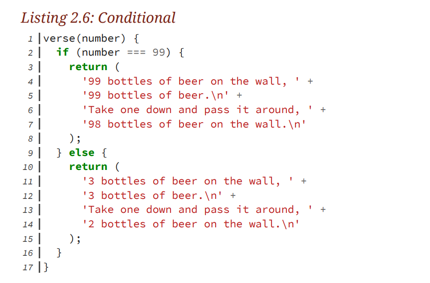 Listing 2.6: Conditional
1 verse(number) {
2   if (number === 99) {
3     return (
4       '99 bottles of beer on the wall, ' +
5       '99 bottles of beer.\n' +
6       'Take one down and pass it around, ' +
7       '98 bottles of beer on the wall.\n'
8     );
9   } else {
10     return (
11       '3 bottles of beer on the wall, ' +
12       '3 bottles of beer.\n' +
13       'Take one down and pass it around, ' +
14       '2 bottles of beer on the wall.\n'
15     );
16   }
17 }